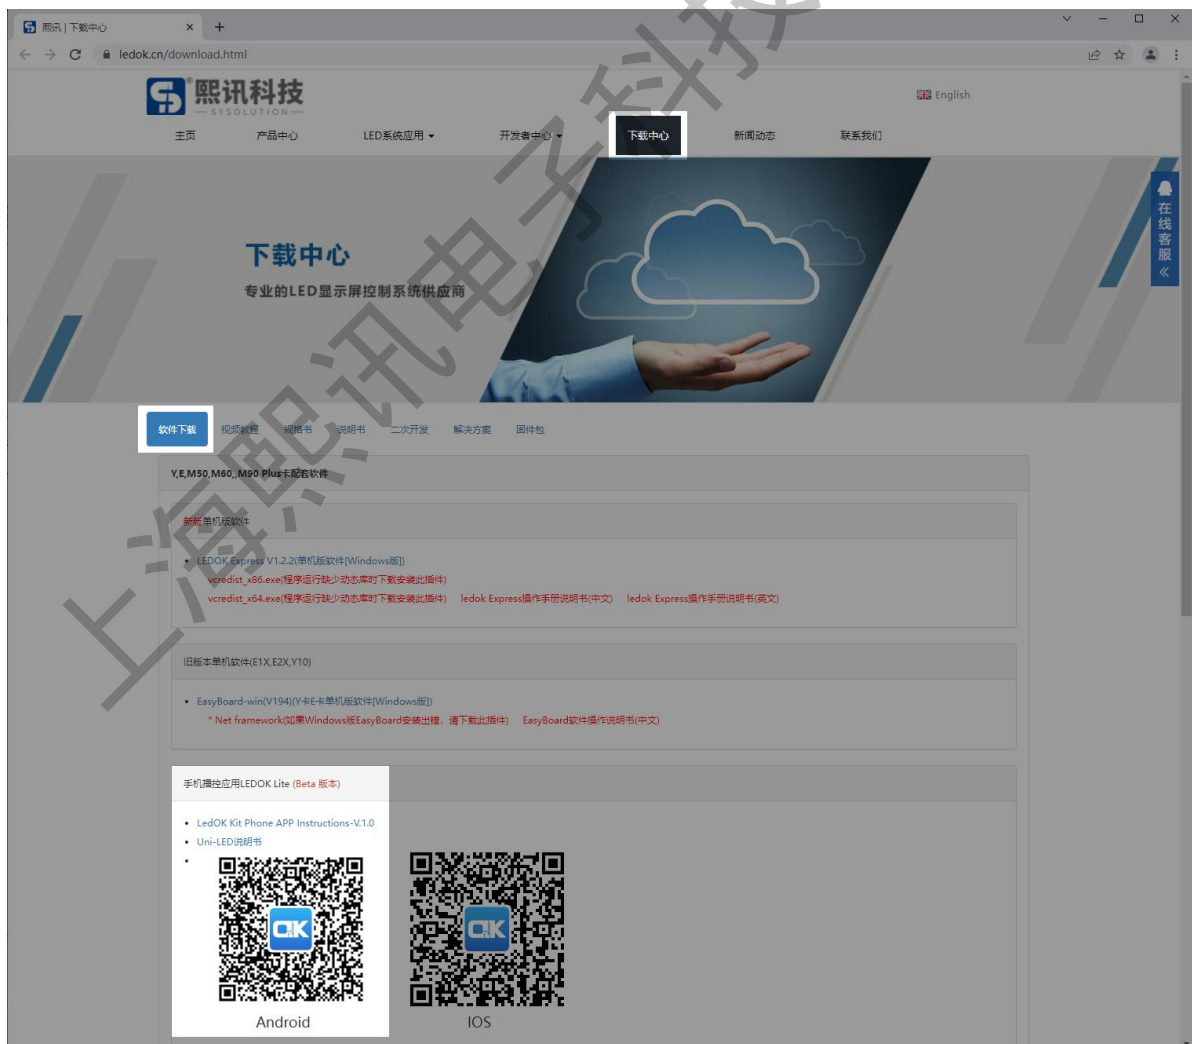 熙讯 | 下载中心
ledok.cn/download.html
熙讯科技
SYSOLUTION
English
主页 产品中心 LED系统应用 开发者中心 下载中心 新闻动态 联系我们
下载中心
专业的LED显示屏控制系统供应商
在线客服
软件下载 视频教程 规格书 说明书 二次开发 解决方案 固件包
Y,E,M50,M60,,M90 Plus卡配套软件
新版单机版软件
LEDOK Express V1.2.2(单机版软件[Windows版])
vcredist_x86.exe(程序运行缺少动态库时下载安装此插件)
vcredist_x64.exe(程序运行缺少动态库时下载安装此插件) ledok Express操作手册说明书(中文) ledok Express操作手册说明书(英文)
旧版本单机软件(E1X,E2X,Y10)
EasyBoard-win(V194)(Y卡E卡单机版软件[Windows版])
* Net framework(如果Windows版EasyBoard安装出错，请下载此插件) EasyBoard软件操作说明书(中文)
手机播控应用LEDOK Lite (Beta 版本)
LedOK Kit Phone APP Instructions-V.1.0
Uni-LED说明书
OK
OK
Android
IOS
上海熙讯电子科技